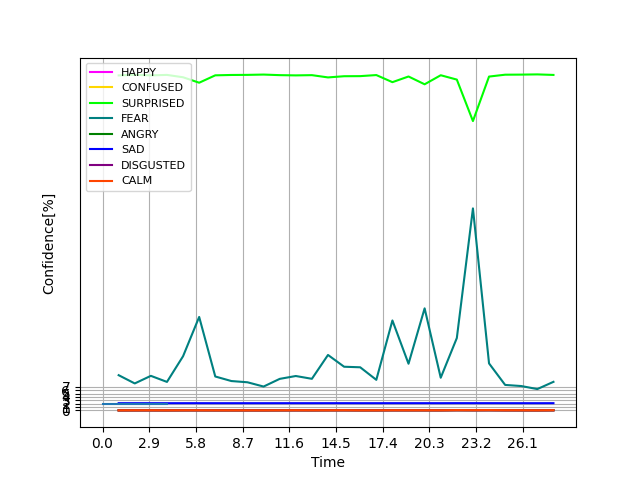 HAPPY
CONFUSED
SURPRISED
FEAR
ANGRY
SAD
DISGUSTED
CALM
Confidence[%]
7
0.0 2.9 5.8 8.7 11.6 14.5 17.4 20.3 23.2 26.1
Time